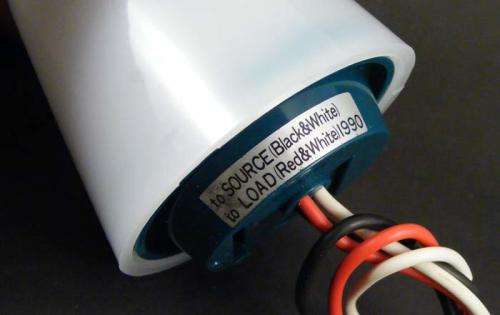 to SOURCE (Black&White)
to LOAD (Red&White)1990